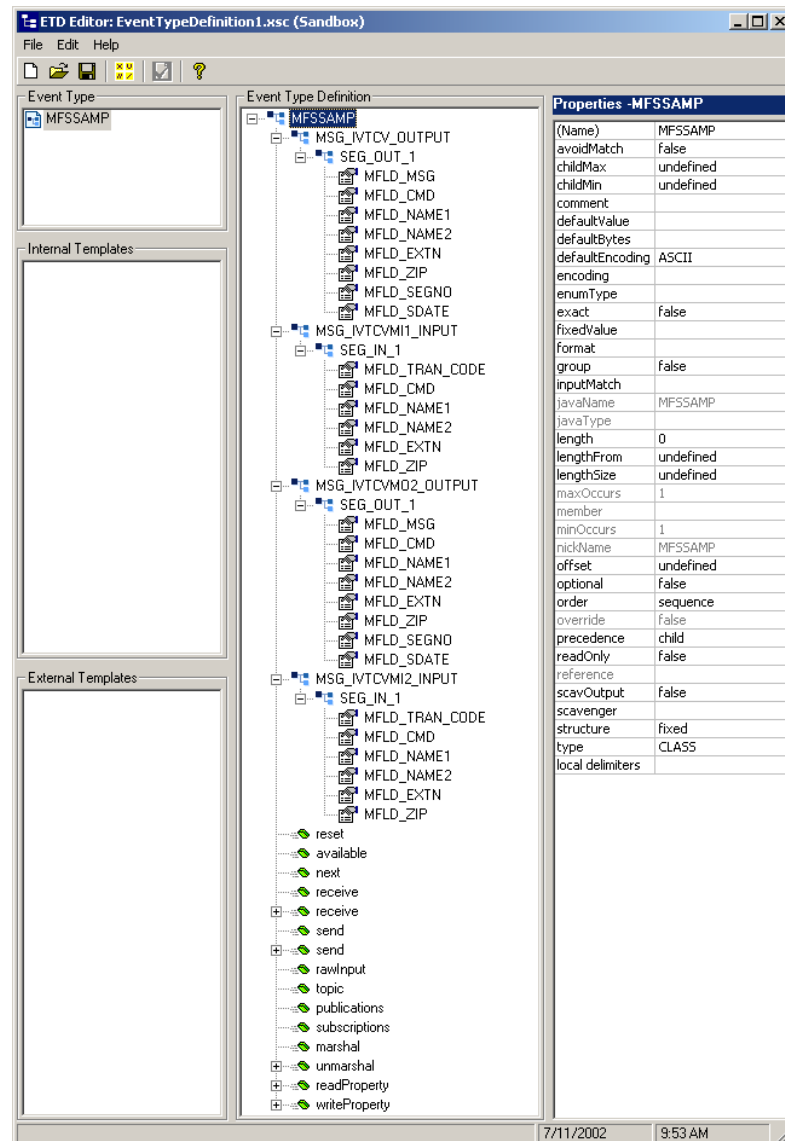 ETD Editor: EventTypeDefinition1.xsc (Sandbox)
File Edit Help
Event Type
MFSSAMP
Internal Templates
External Templates
Event Type Definition
MFSSAMP
MSG_IVTCV_OUTPUT
SEG_OUT_1
MFLD_MSG
MFLD_CMD
MFLD_NAME1
MFLD_NAME2
MFLD_EXTN
MFLD_ZIP
MFLD_SEGNO
MFLD_SDATE
MSG_IVTCVMI1_INPUT
SEG_IN_1
MFLD_TRAN_CODE
MFLD_CMD
MFLD_NAME1
MFLD_NAME2
MFLD_EXTN
MFLD_ZIP
MSG_IVTCVMO2_OUTPUT
SEG_OUT_1
MFLD_MSG
MFLD_CMD
MFLD_NAME1
MFLD_NAME2
MFLD_EXTN
MFLD_ZIP
MFLD_SEGNO
MFLD_SDATE
MSG_IVTCVMI2_INPUT
SEG_IN_1
MFLD_TRAN_CODE
MFLD_CMD
MFLD_NAME1
MFLD_NAME2
MFLD_EXTN
MFLD_ZIP
reset
available
next
receive
receive
send
send
rawInput
topic
publications
subscriptions
marshal
unmarshal
readProperty
writeProperty
Properties -MFSSAMP
(Name) MFSSAMP
avoidMatch false
childMax undefined
childMin undefined
comment
defaultValue
defaultBytes
defaultEncoding ASCII
encoding
enumType
exact false
fixedValue
format
group false
inputMatch
javaName MFSSAMP
javaType
length 0
lengthFrom undefined
lengthSize undefined
maxOccurs 1
member
minOccurs 1
nickName MFSSAMP
offset undefined
optional false
order sequence
override false
precedence child
readOnly false
reference
scavOutput false
scavenger
structure fixed
type CLASS
local delimiters
7/11/2002 9:53 AM